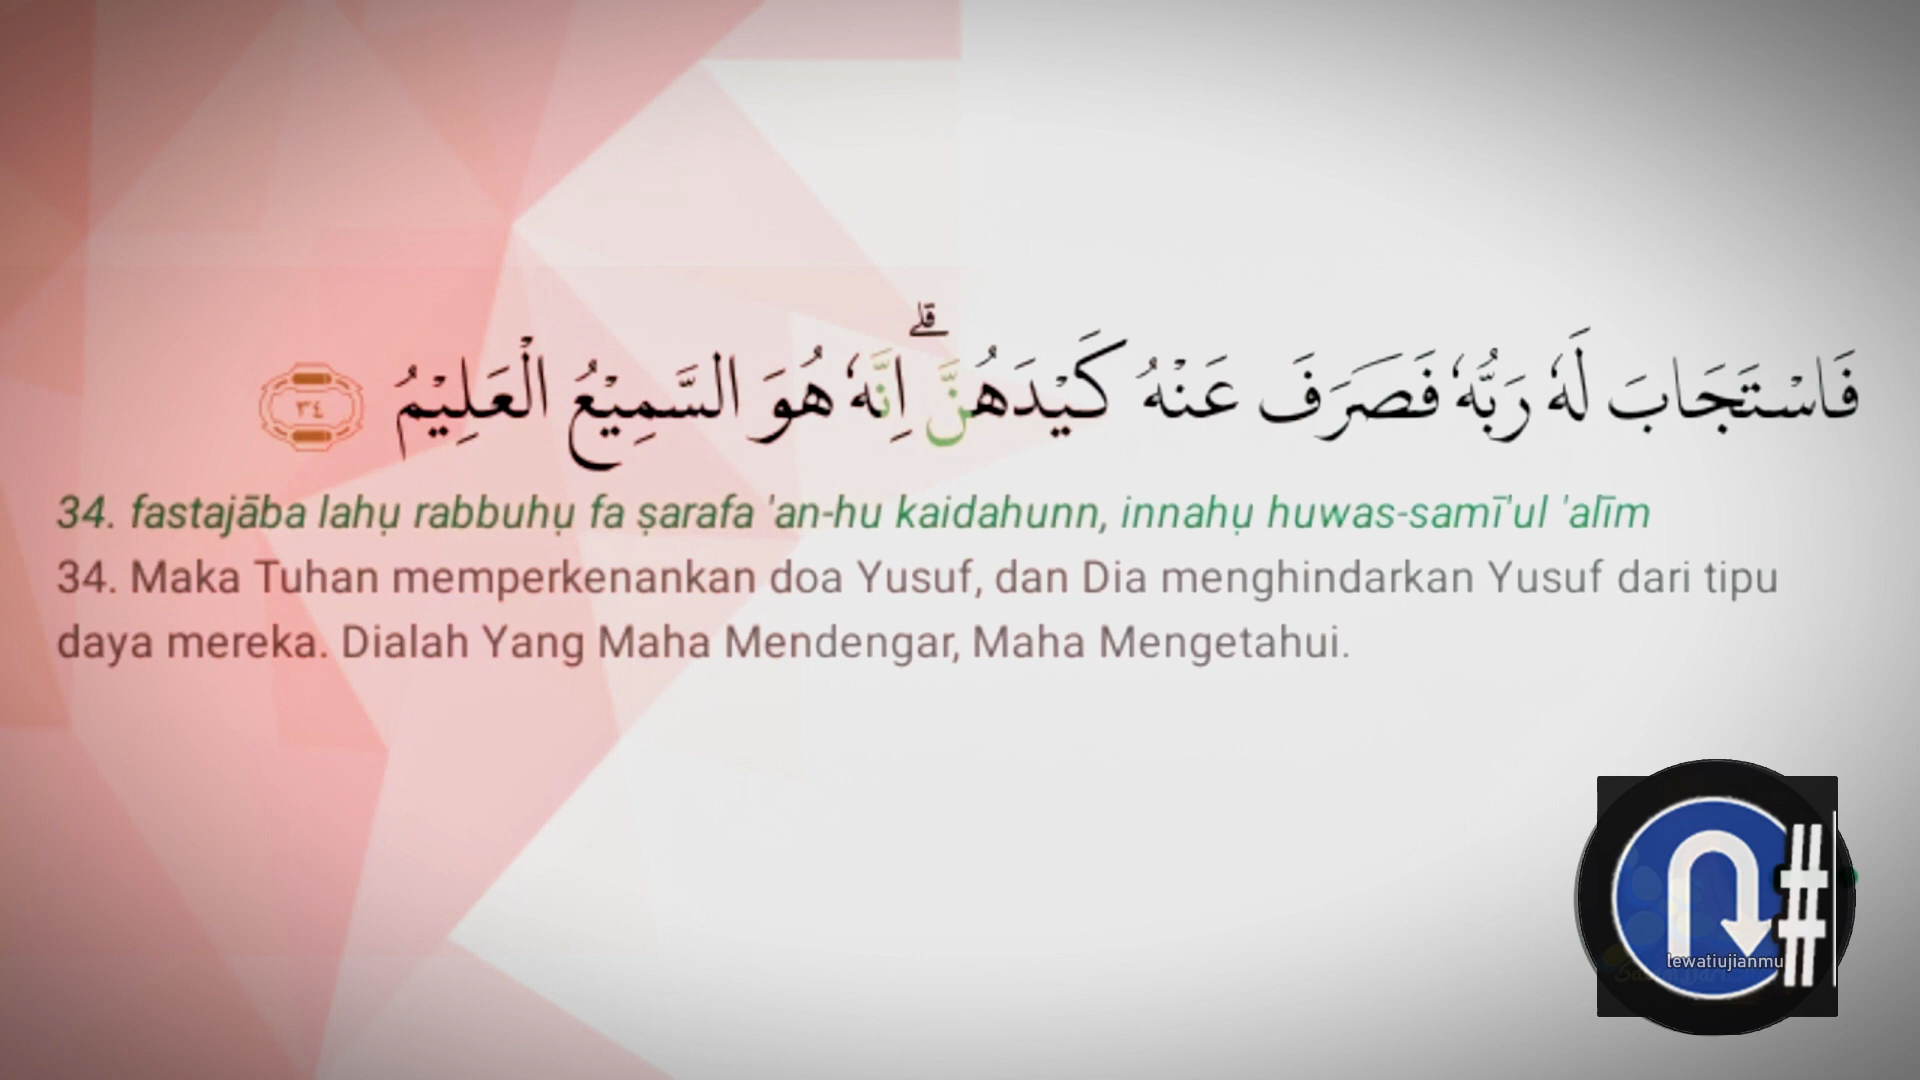 فَاسْتَجَابَ لَهٗ رَبُّهٗ فَصَرَفَ عَنْهُ كَيْدَهُنَّ ۗاِنَّهٗ هُوَ السَّمِيْعُ الْعَلِيْمُ ٣٤
34. fastajāba lahụ rabbuhụ fa ṣarafa 'an-hu kaidahunn, innahụ huwas-samī'ul 'alīm
34. Maka Tuhan memperkenankan doa Yusuf, dan Dia menghindarkan Yusuf dari tipu
daya mereka. Dialah Yang Maha Mendengar, Maha Mengetahui.
#
lewatiujianmu